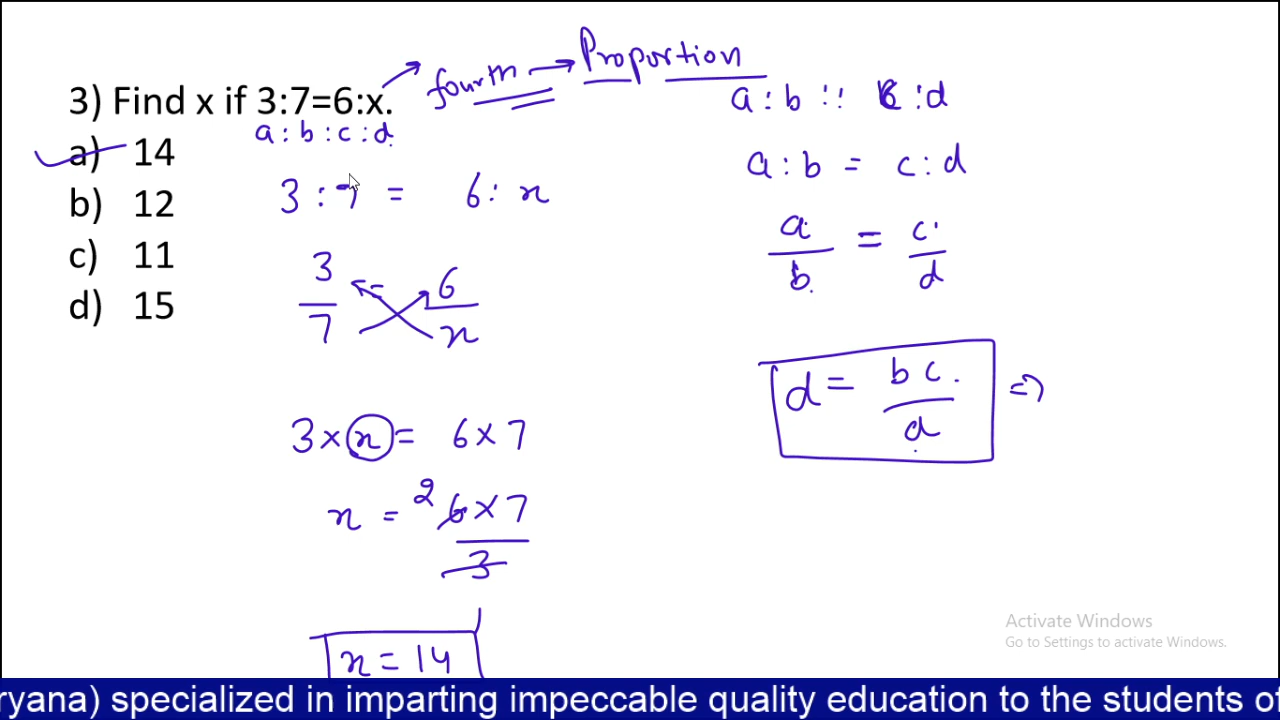 3) Find x if 3:7=6:x.
a : b : c : d
fourth → Proportion
a) 14
b) 12
c) 11
d) 15
3 : 7 = 6 : x
3/7 = 6/x
3 × x = 6 × 7
x = 2 6 × 7 / 3
x = 14
a : b :: c : d
a : b = c : d
a/b = c/d
d = bc. / d ⇒
Activate Windows
Go to Settings to activate Windows.
ryana) specialized in imparting impeccable quality education to the students of